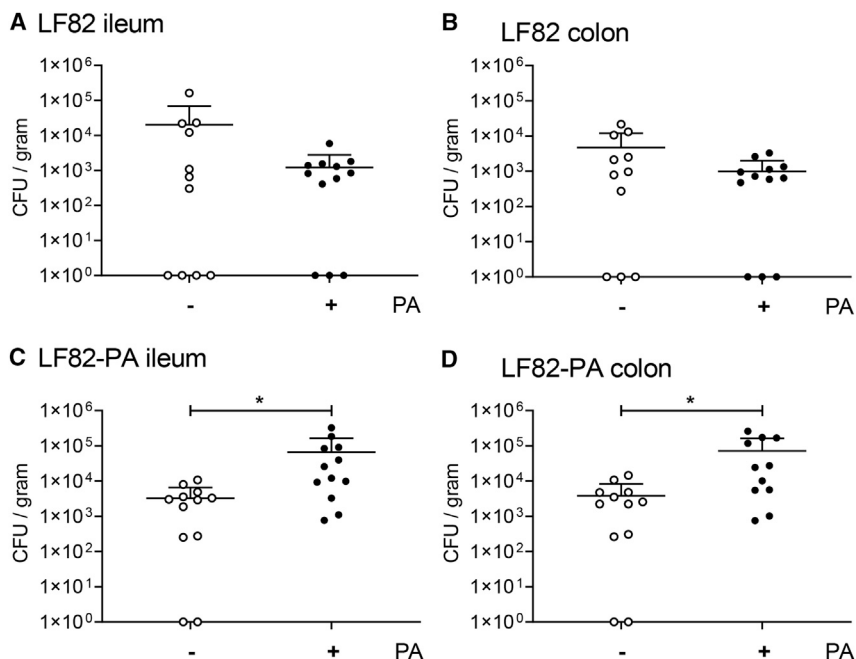 A LF82 ileum
CFU / gram
1×10⁶
1×10⁵
1×10⁴
1×10³
1×10²
1×10¹
1×10⁰
- + PA
B LF82 colon
CFU / gram
1×10⁶
1×10⁵
1×10⁴
1×10³
1×10²
1×10¹
1×10⁰
- + PA
C LF82-PA ileum
CFU / gram
1×10⁶
1×10⁵
1×10⁴
1×10³
1×10²
1×10¹
1×10⁰
*
- + PA
D LF82-PA colon
CFU / gram
1×10⁶
1×10⁵
1×10⁴
1×10³
1×10²
1×10¹
1×10⁰
*
- + PA